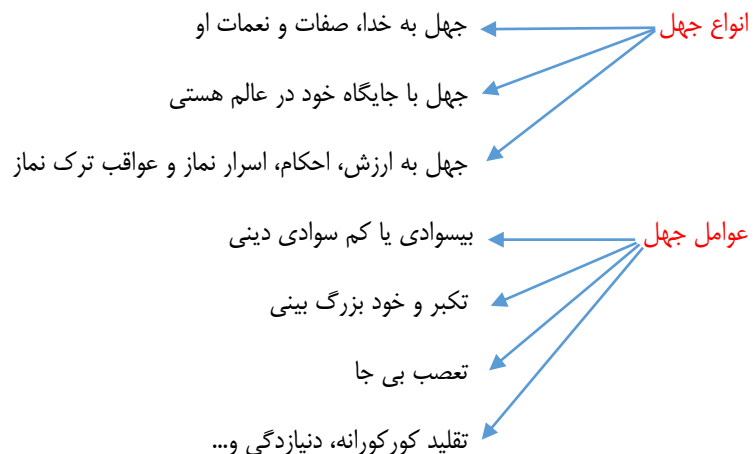 انواع جهل
جهل به خدا، صفات و نعمات او
جهل با جایگاه خود در عالم هستی
جهل به ارزش، احکام، اسرار نماز و عواقب ترک نماز
عوامل جهل
بیسوادی یا کم سوادی دینی
تکبر و خود بزرگ بینی
تعصب بی جا
تقلید کورکورانه، دنیازدگی و...